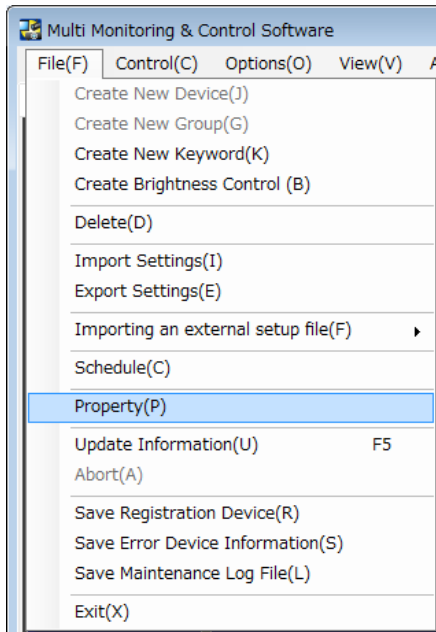 Multi Monitoring & Control Software
File(F) Control(C) Options(O) View(V)
Create New Device(J)
Create New Group(G)
Create New Keyword(K)
Create Brightness Control (B)
Delete(D)
Import Settings(I)
Export Settings(E)
Importing an external setup file(F)
Schedule(C)
Property(P)
Update Information(U) F5
Abort(A)
Save Registration Device(R)
Save Error Device Information(S)
Save Maintenance Log File(L)
Exit(X)